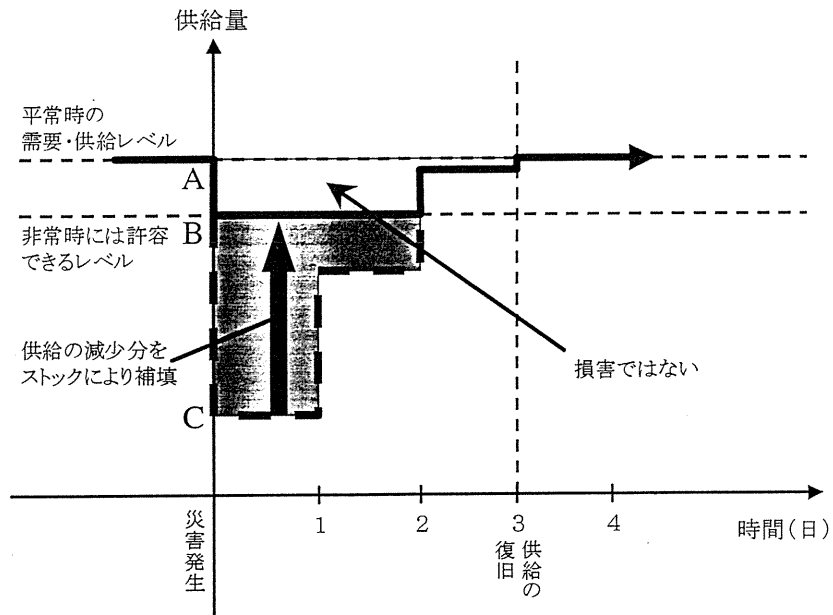 供給量
平常時の
需要・供給レベル
A
B
非常時には許容
できるレベル
供給の減少分を
ストックにより補填
損害ではない
C
1
2
3
4
時間(日)
災害発生
供給の
復旧